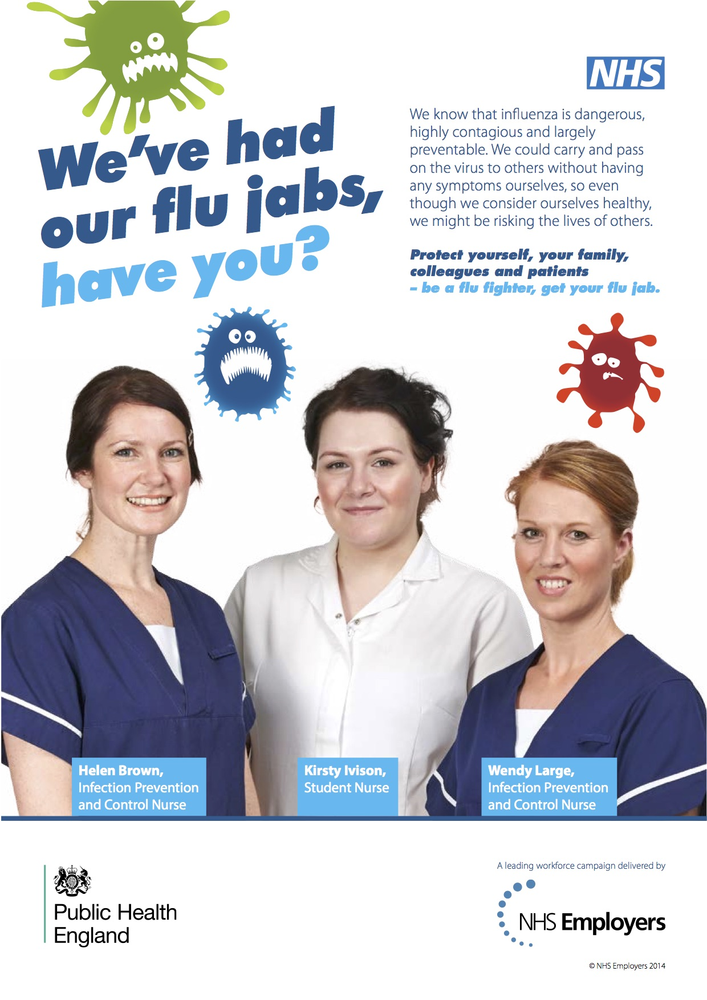 NHS
We've had
our flu jabs,
have you?
We know that influenza is dangerous,
highly contagious and largely
preventable. We could carry and pass
on the virus to others without having
any symptoms ourselves, so even
though we consider ourselves healthy,
we might be risking the lives of others.
Protect yourself, your family,
colleagues and patients
– be a flu fighter, get your flu jab.
Helen Brown,
Infection Prevention
and Control Nurse
Kirsty Ivison,
Student Nurse
Wendy Large,
Infection Prevention
and Control Nurse
Public Health
England
A leading workforce campaign delivered by
NHS Employers
© NHS Employers 2014